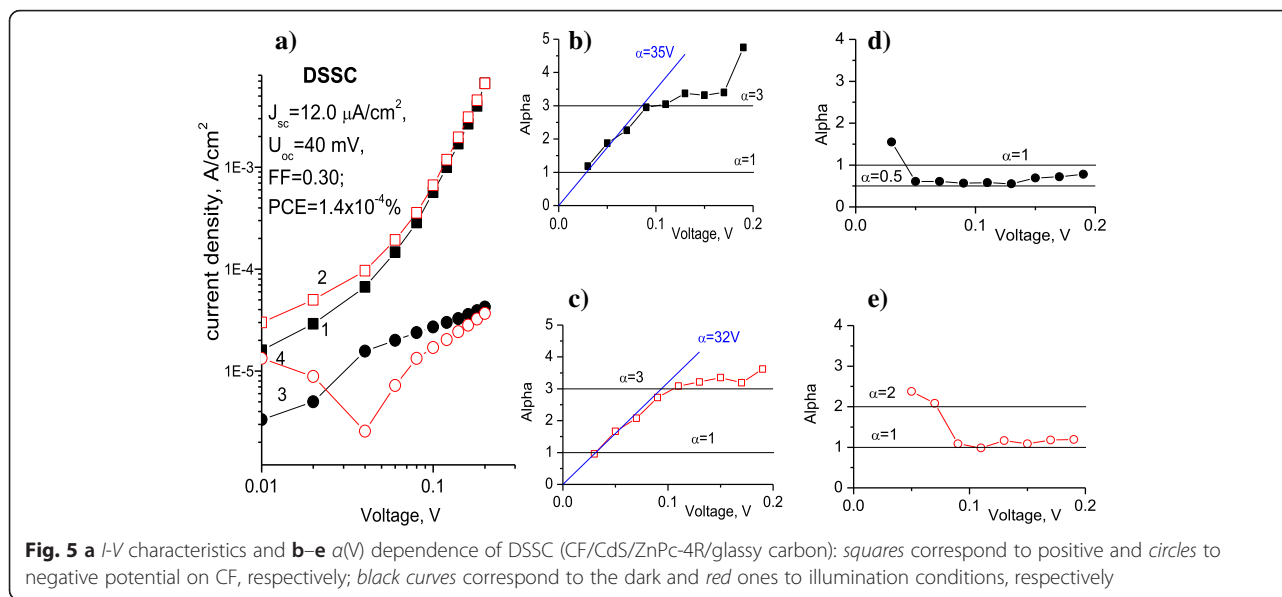 a)
DSSC
J_sc=12.0 μA/cm²,
U_oc=40 mV,
FF=0.30;
PCE=1.4x10⁻⁴%
current density, A/cm²
1E-3
1E-4
1E-5
2
1
4
3
0.01
0.1
Voltage, V
b)
Alpha
5
4
3
2
1
0
α=35V
α=3
α=1
0.0
0.1
0.2
Voltage, V
c)
Alpha
5
4
3
2
1
0
α=32V
α=3
α=1
0.0
0.1
0.2
Voltage, V
d)
Alpha
4
3
2
1
0
α=1
α=0.5
0.0
0.1
0.2
Voltage, V
e)
Alpha
4
3
2
1
0
α=2
α=1
0.0
0.1
0.2
Voltage, V
Fig. 5 a I-V characteristics and b–e α(V) dependence of DSSC (CF/CdS/ZnPc-4R/glassy carbon): squares correspond to positive and circles to
negative potential on CF, respectively; black curves correspond to the dark and red ones to illumination conditions, respectively